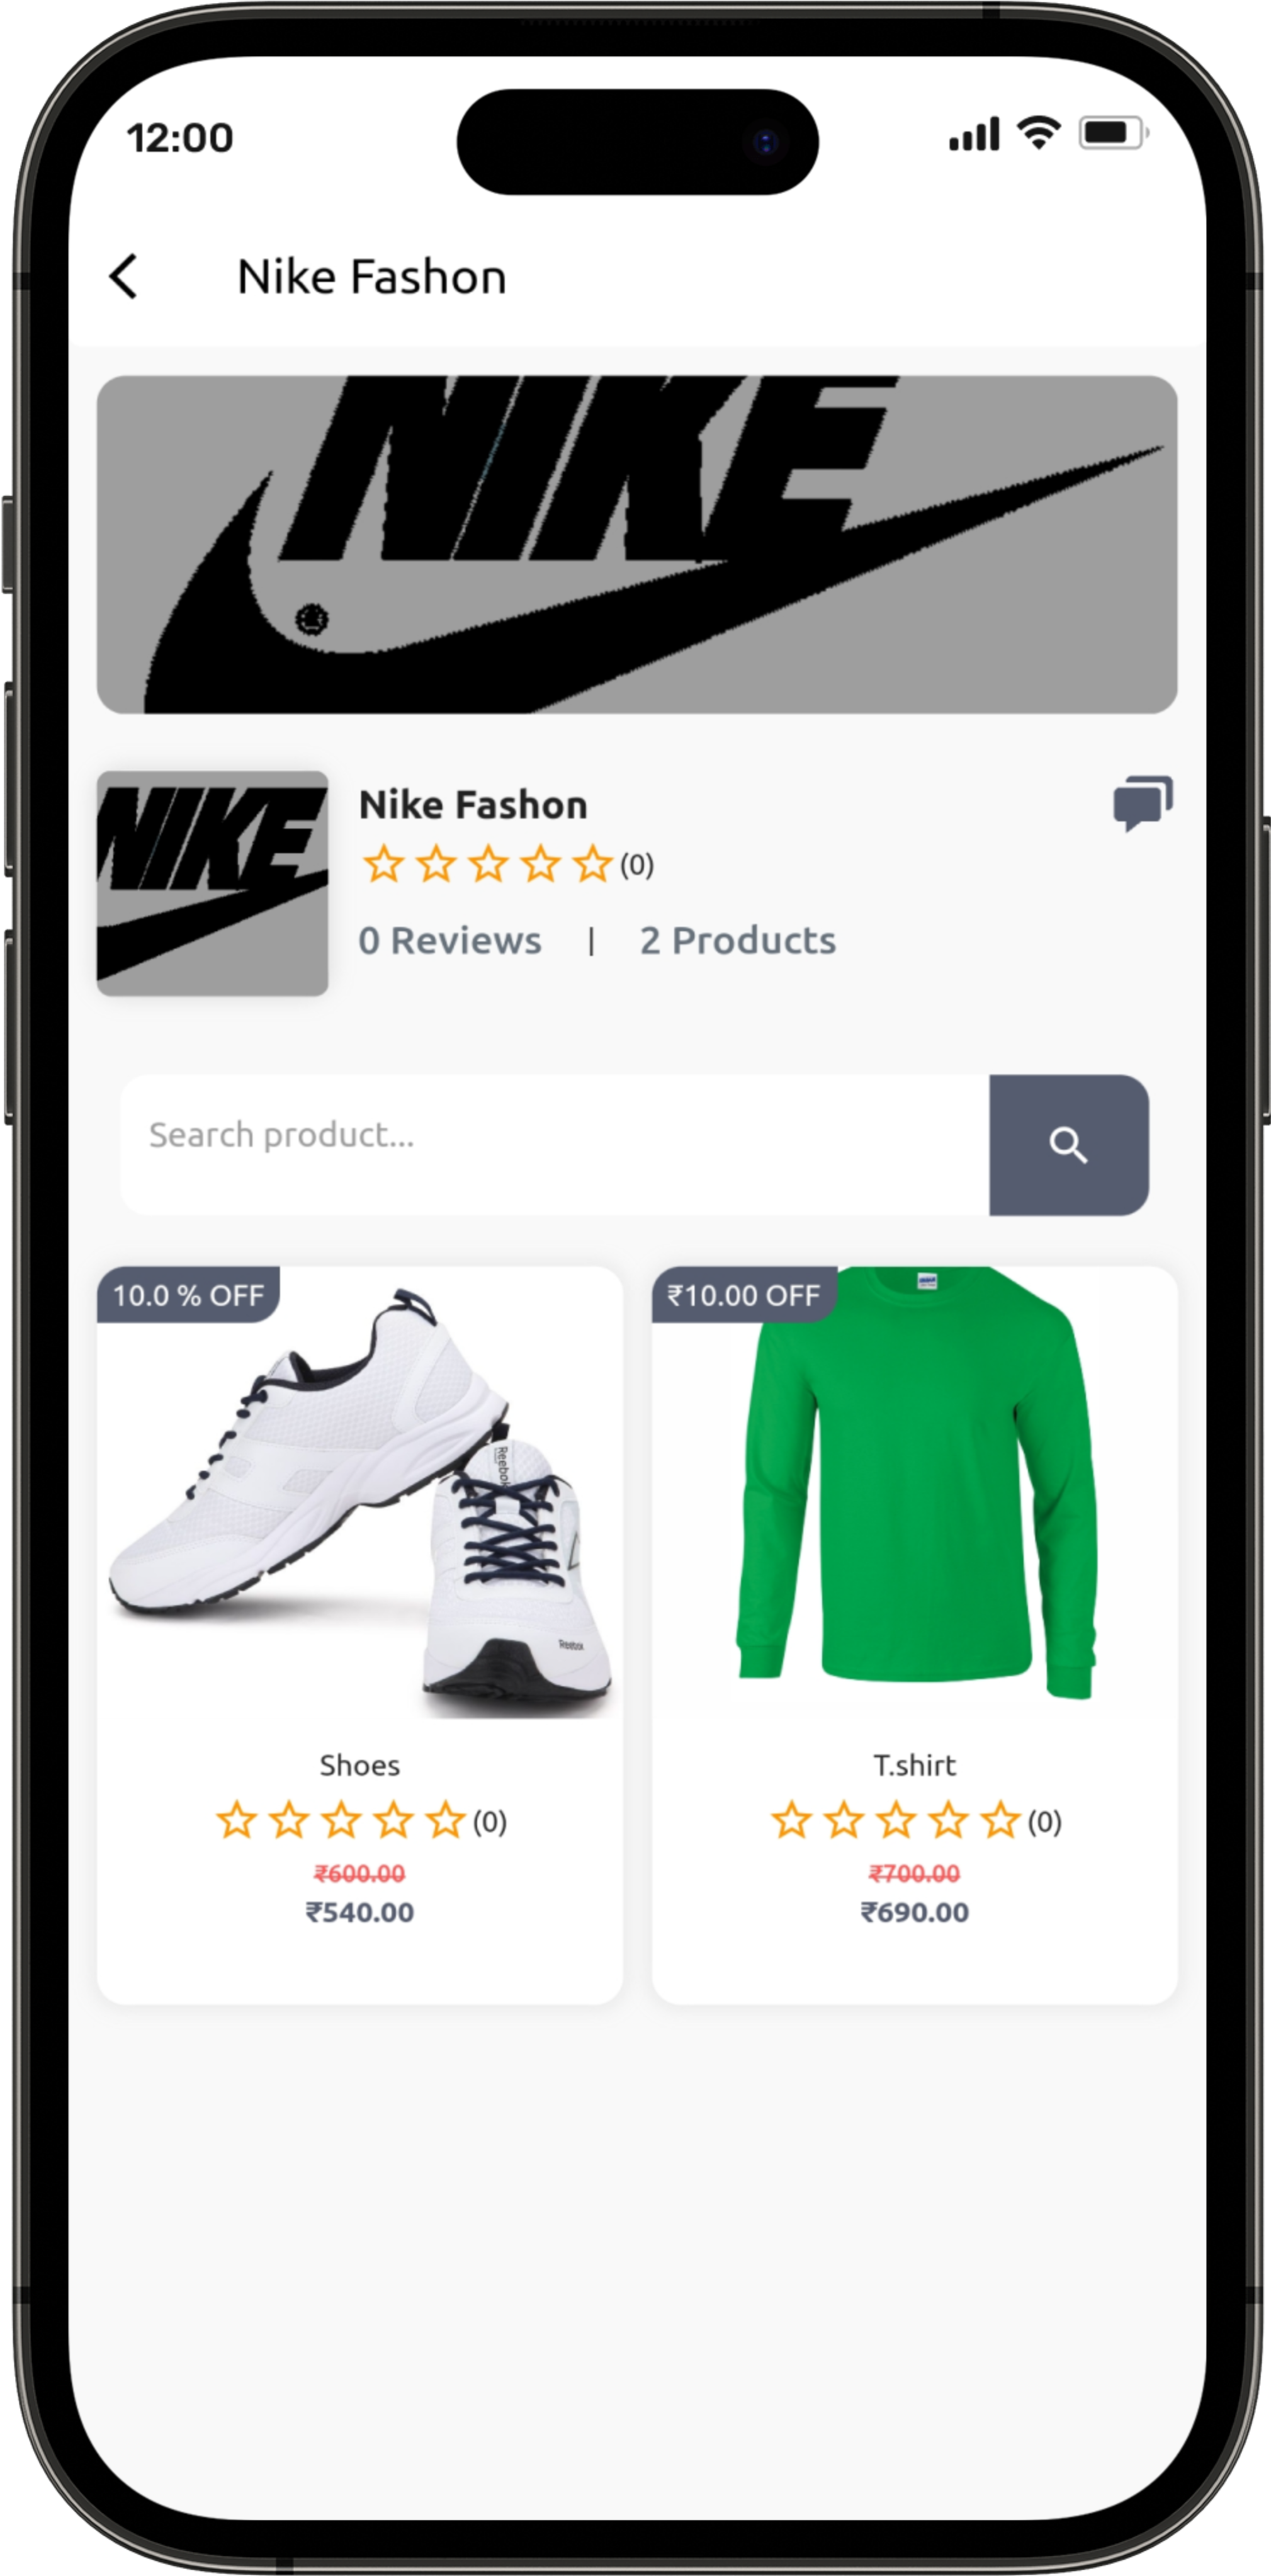 12:00
Nike Fashon
NIKE
NIKE
Nike Fashon
(0)
0 Reviews | 2 Products
Search product...
10.0 % OFF
₹10.00 OFF
Reebok
Reebok
Shoes
T.shirt
(0)
(0)
₹600.00
₹700.00
₹540.00
₹690.00